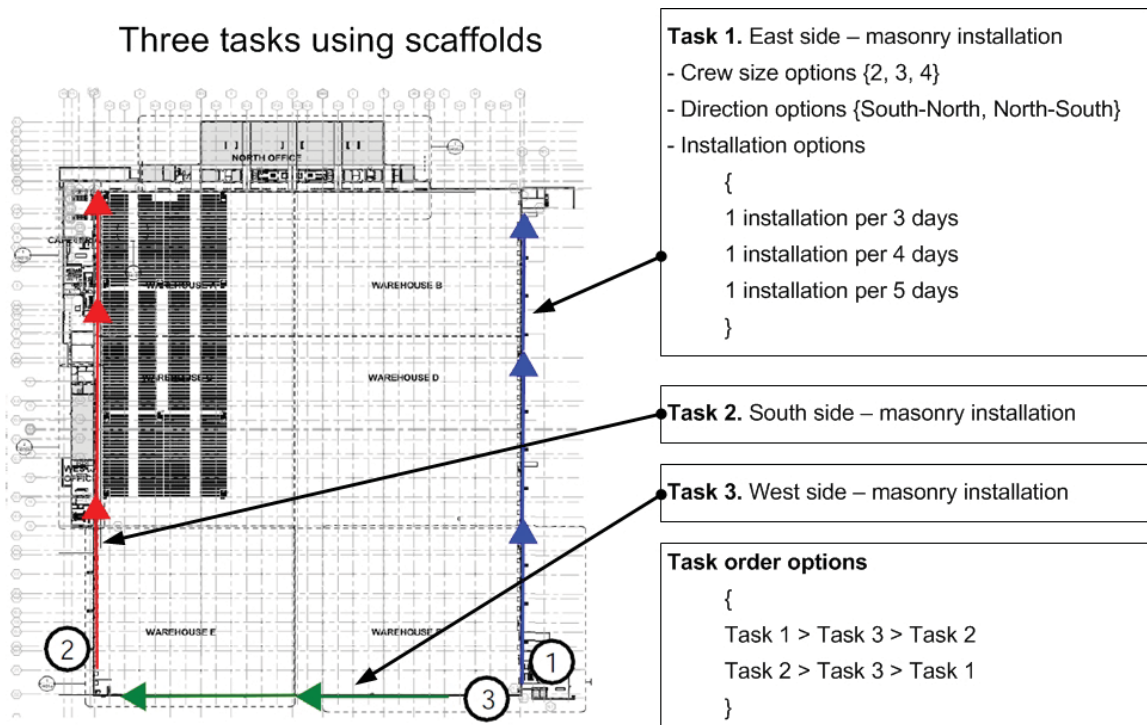 Three tasks using scaffolds
NORTH OFFICE
WAREHOUSE B
WAREHOUSE D
WAREHOUSE E
2
3
1
Task 1. East side – masonry installation
- Crew size options {2, 3, 4}
- Direction options {South-North, North-South}
- Installation options
{
1 installation per 3 days
1 installation per 4 days
1 installation per 5 days
}
Task 2. South side – masonry installation
Task 3. West side – masonry installation
Task order options
{
Task 1 > Task 3 > Task 2
Task 2 > Task 3 > Task 1
}